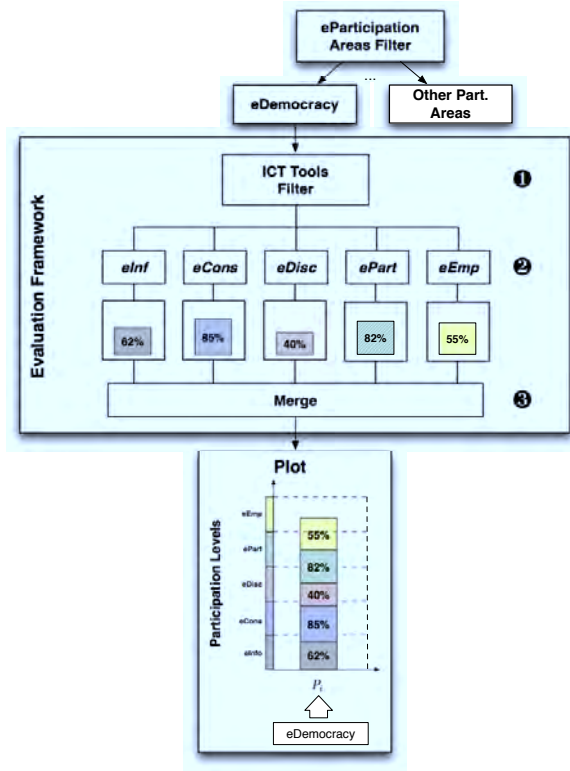 eParticipation
Areas Filter
...
eDemocracy
Other Part.
Areas
Evaluation Framework
ICT Tools
Filter
❶
eInf
eCons
eDisc
ePart
eEmp
❷
62%
85%
40%
82%
55%
Merge
❸
Plot
Participation Levels
eEmp
ePart
eDisc
eCons
eInfo
55%
82%
40%
85%
62%
eDemocracy